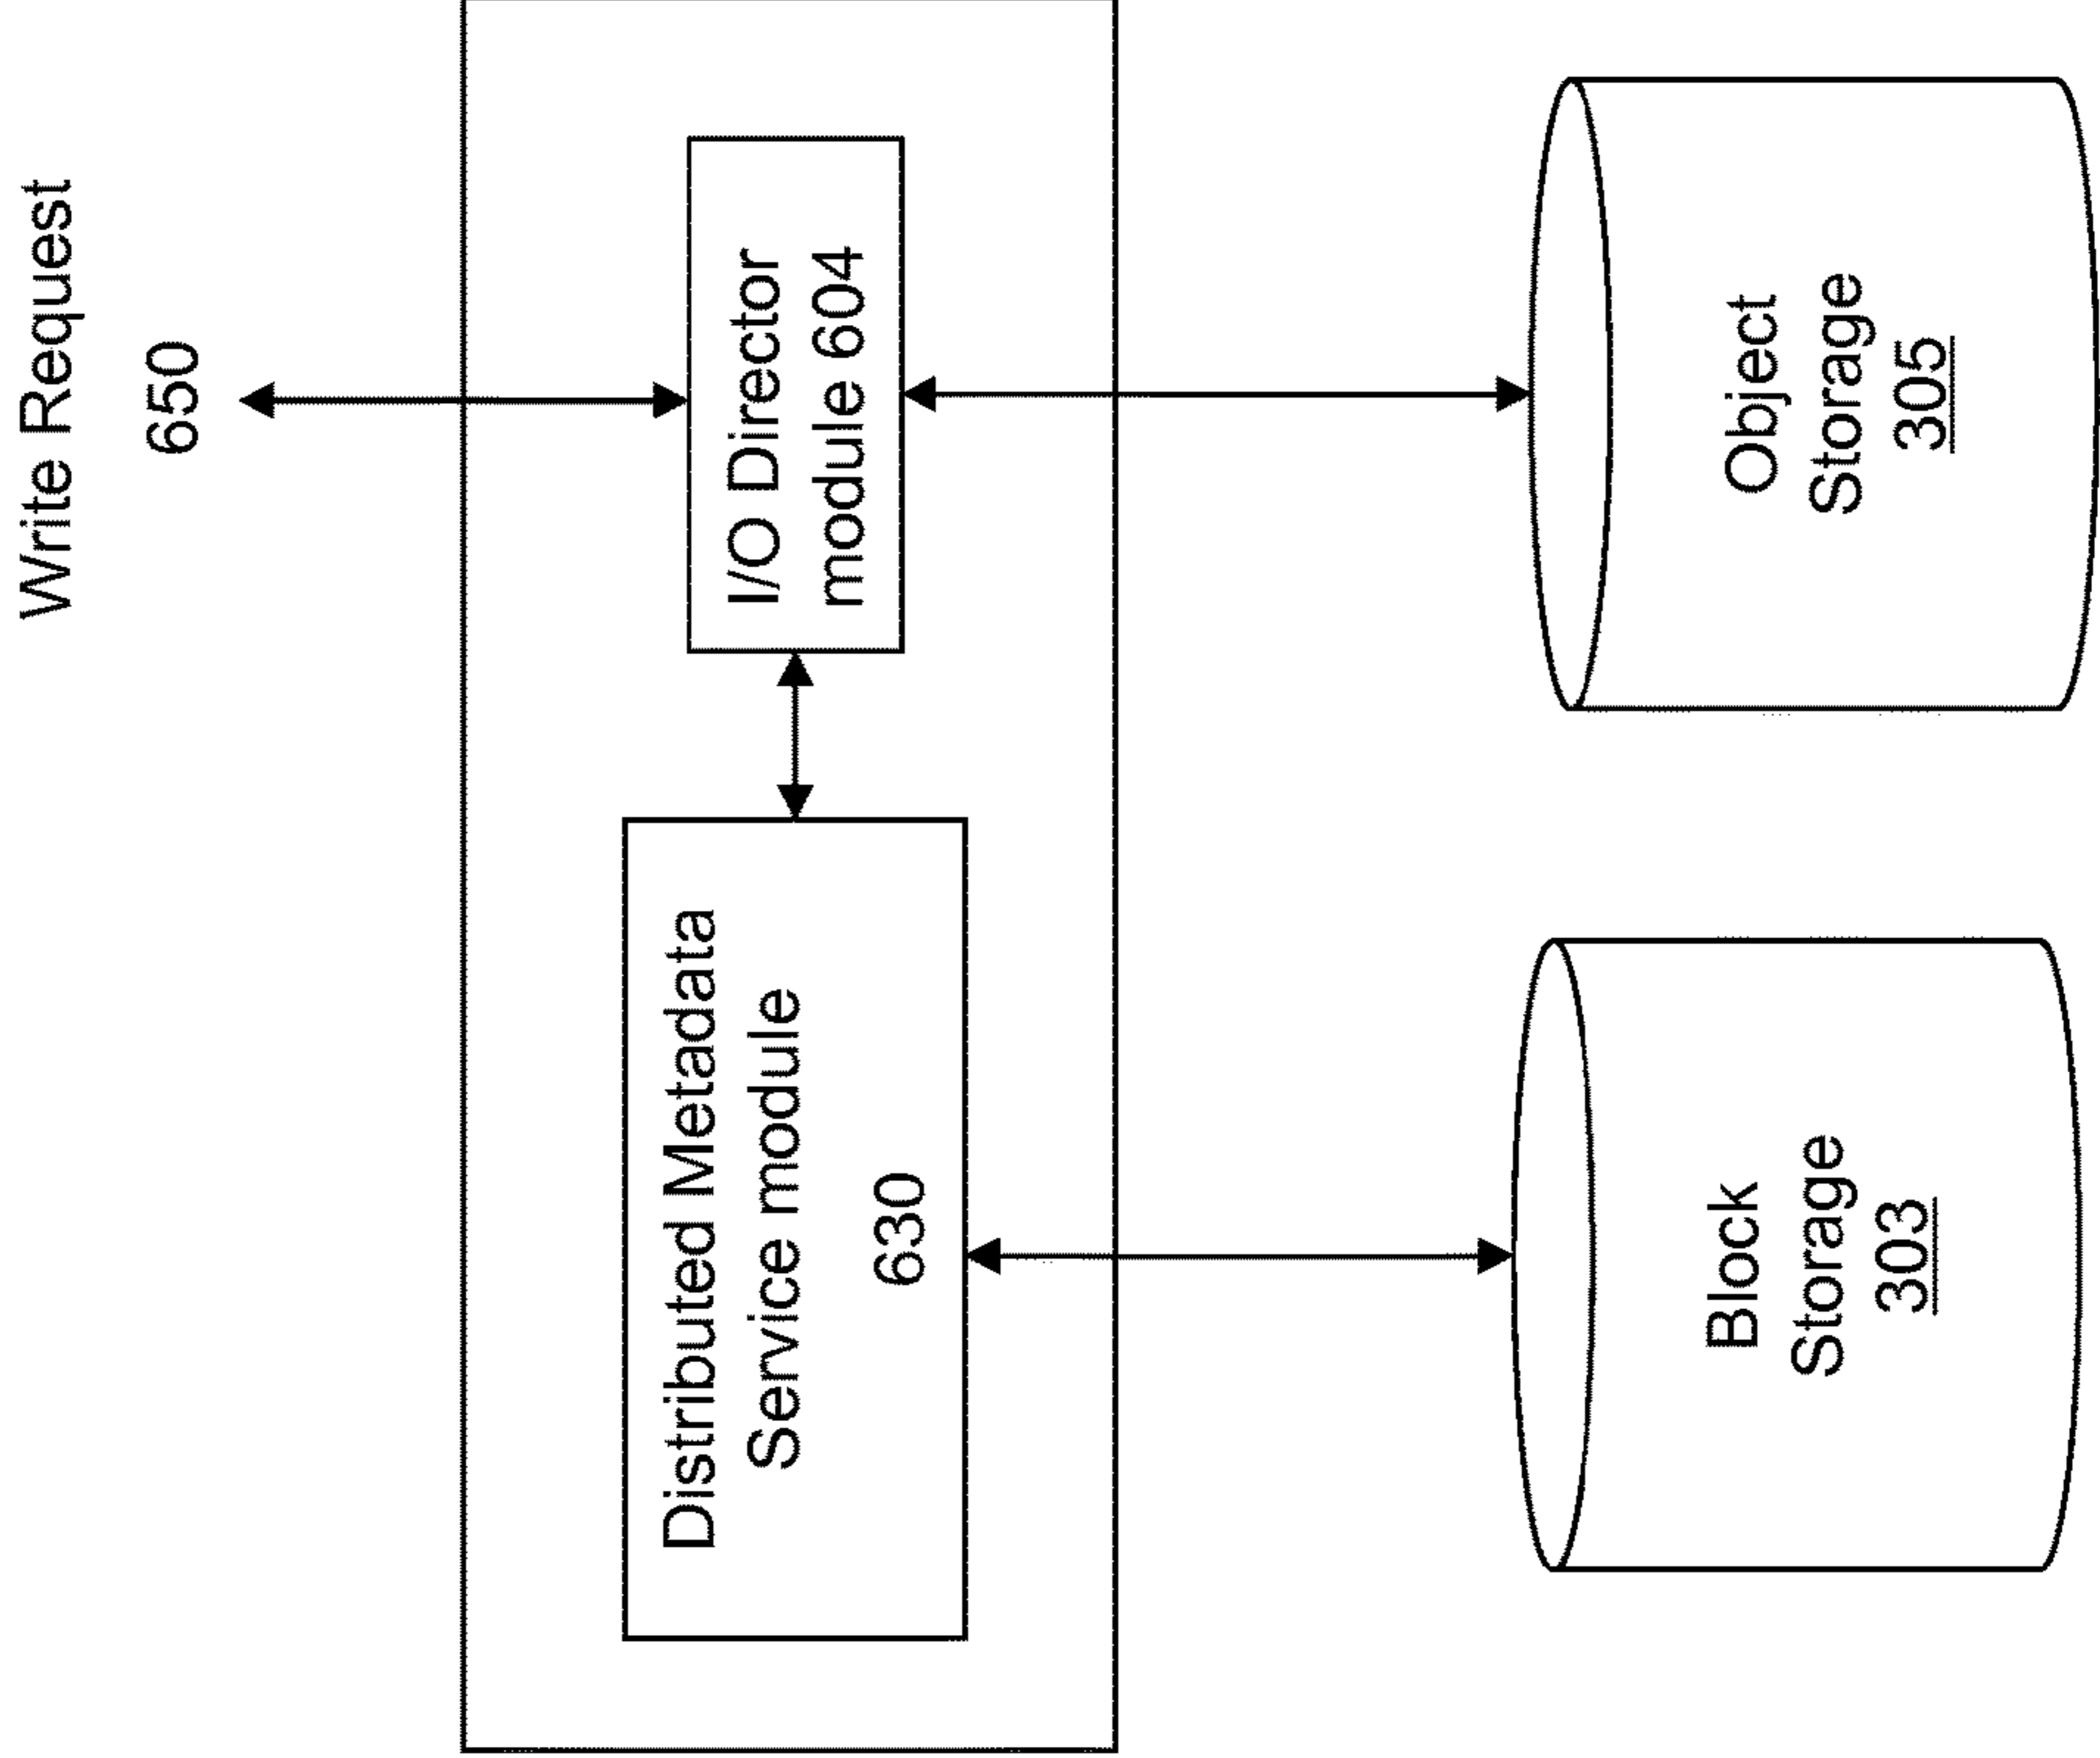 Write Request
650
I/O Director
module 604
Distributed Metadata
Service module
630
Object
Storage
305
Block
Storage
303